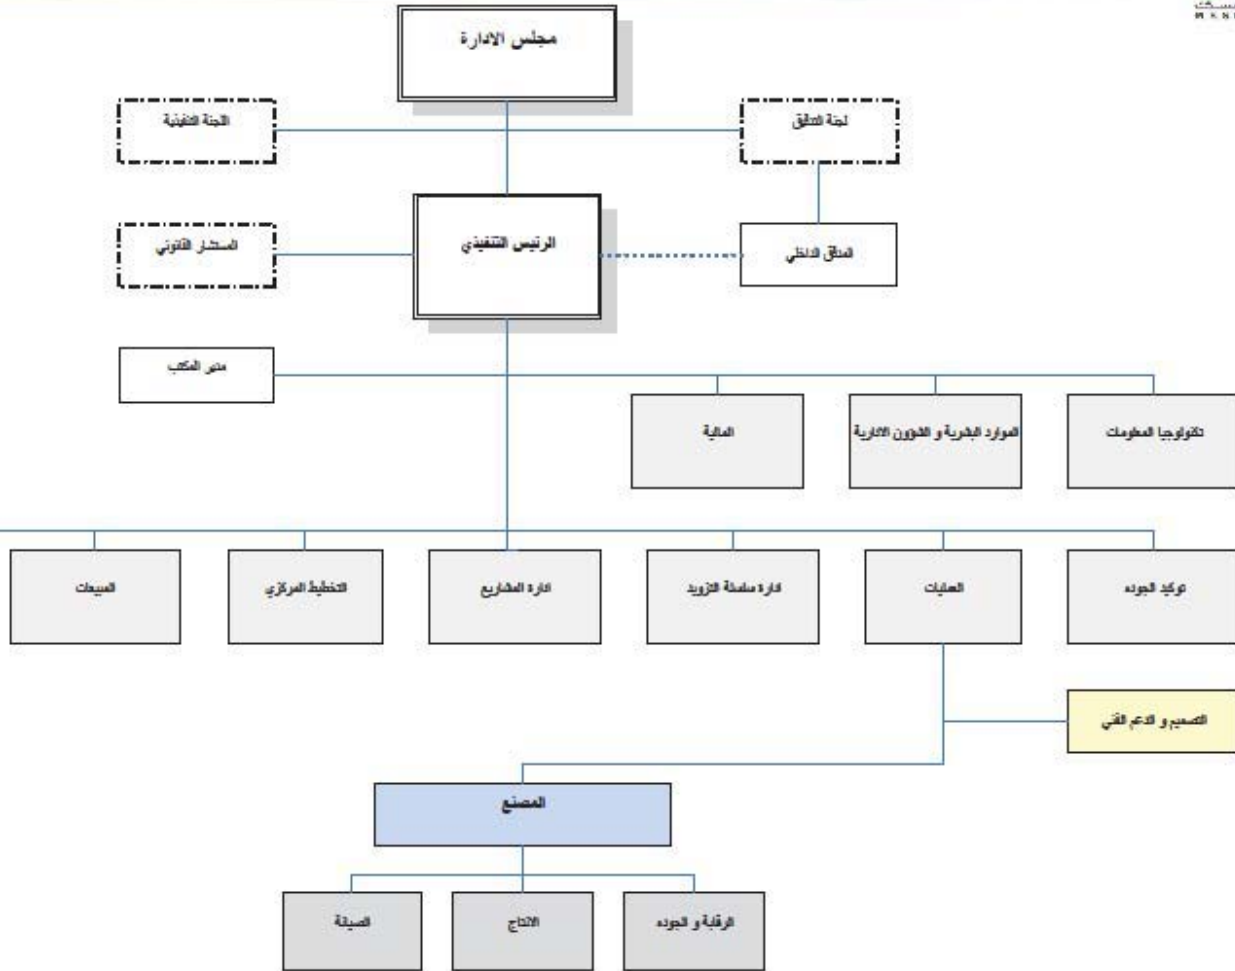 مجلس الادارة
لجنة التدقيق
اللجنة التنفيذية
الرئيس التنفيذي
المدقق الداخلي
المستشار القانوني
مدير المكتب
تكنولوجيا المعلومات
الموارد البشرية و الشؤون الادارية
المالية
توكيد الجوده
العمليات
ادارة سلسلة التزويد
ادارة المشاريع
التخطيط المركزي
المبيعات
التصميم و الدعم الفني
المصنع
الرقابة و الجوده
الانتاج
الصيانة